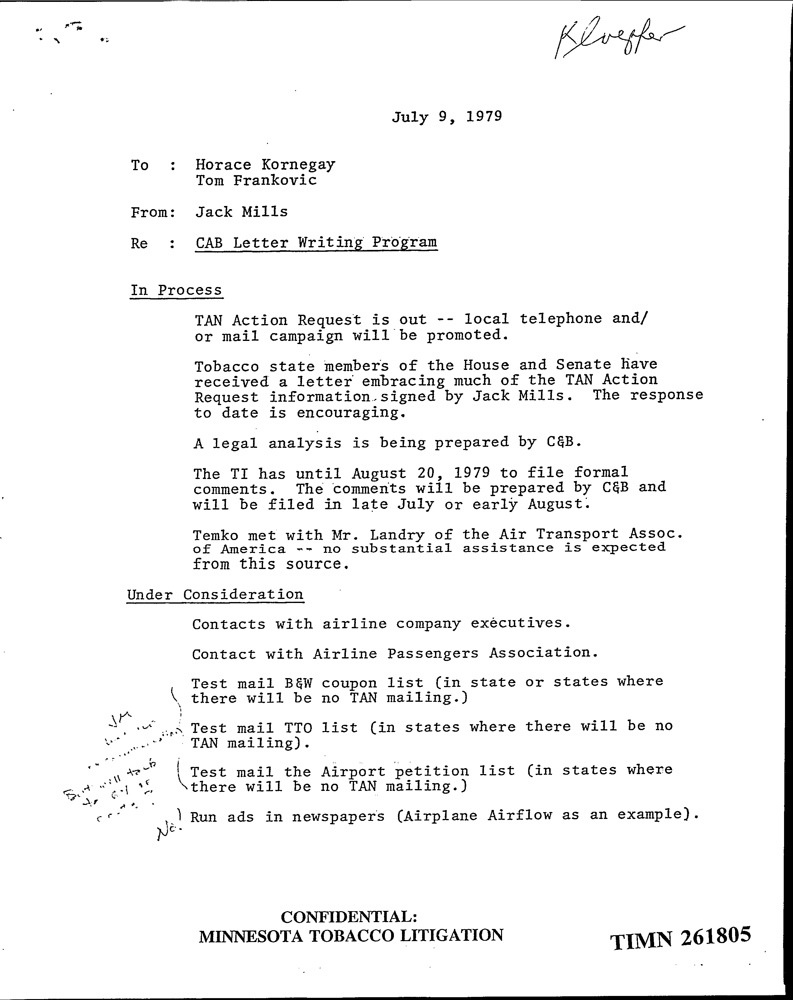 Kloepfer
July 9, 1979
To : Horace Kornegay
Tom Frankovic
From: Jack Mills
Re : CAB Letter Writing Program
In Process
TAN Action Request is out -- local telephone and/
or mail campaign will be promoted.
Tobacco state members of the House and Senate have
received a letter embracing much of the TAN Action
Request information signed by Jack Mills. The response
to date is encouraging.
A legal analysis is being prepared by C&B.
The TI has until August 20, 1979 to file formal
comments. The comments will be prepared by C&B and
will be filed in late July or early August.
Temko met with Mr. Landry of the Air Transport Assoc.
of America -- no substantial assistance is expected
from this source.
Under Consideration
Contacts with airline company executives.
Contact with Airline Passengers Association.
Test mail B&W coupon list (in state or states where
there will be no TAN mailing.)
JM
Test mail TTO list (in states where there will be no
TAN mailing).
Test mail the Airport petition list (in states where
there will be no TAN mailing.)
But will
Run ads in newspapers (Airplane Airflow as an example).
No.
CONFIDENTIAL:
MINNESOTA TOBACCO LITIGATION
TIMN 261805